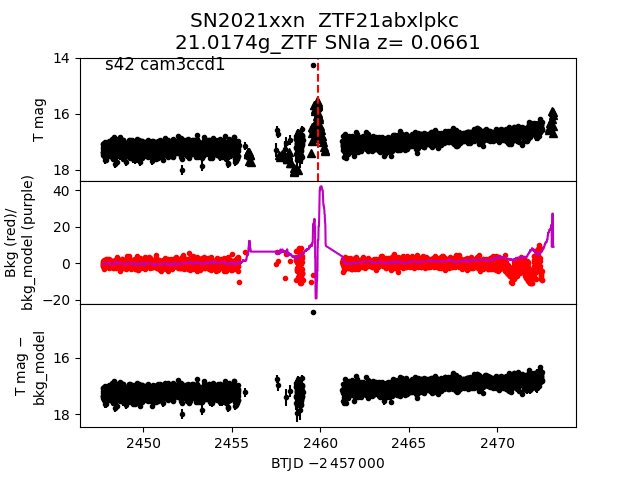 SN2021xxn  ZTF21abxlpkc
21.0174g_ZTF SNIa z= 0.0661
s42 cam3ccd1
14
16
18
T mag
40
20
0
−20
Bkg (red)/
bkg_model (purple)
16
18
T mag −
bkg_model
2450
2455
2460
2465
2470
BTJD −2 457 000